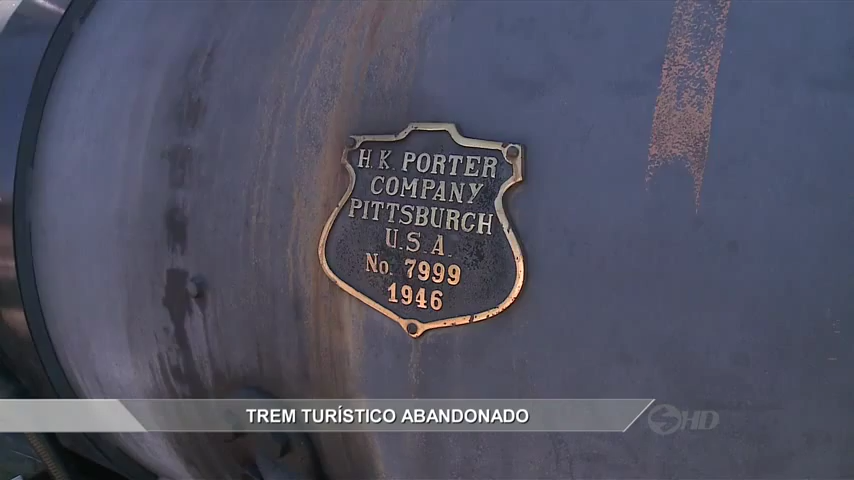 H. K. PORTER
COMPANY
PITTSBURGH
U.S A.
No. 7999
1946
TREM TURÍSTICO ABANDONADO
HD